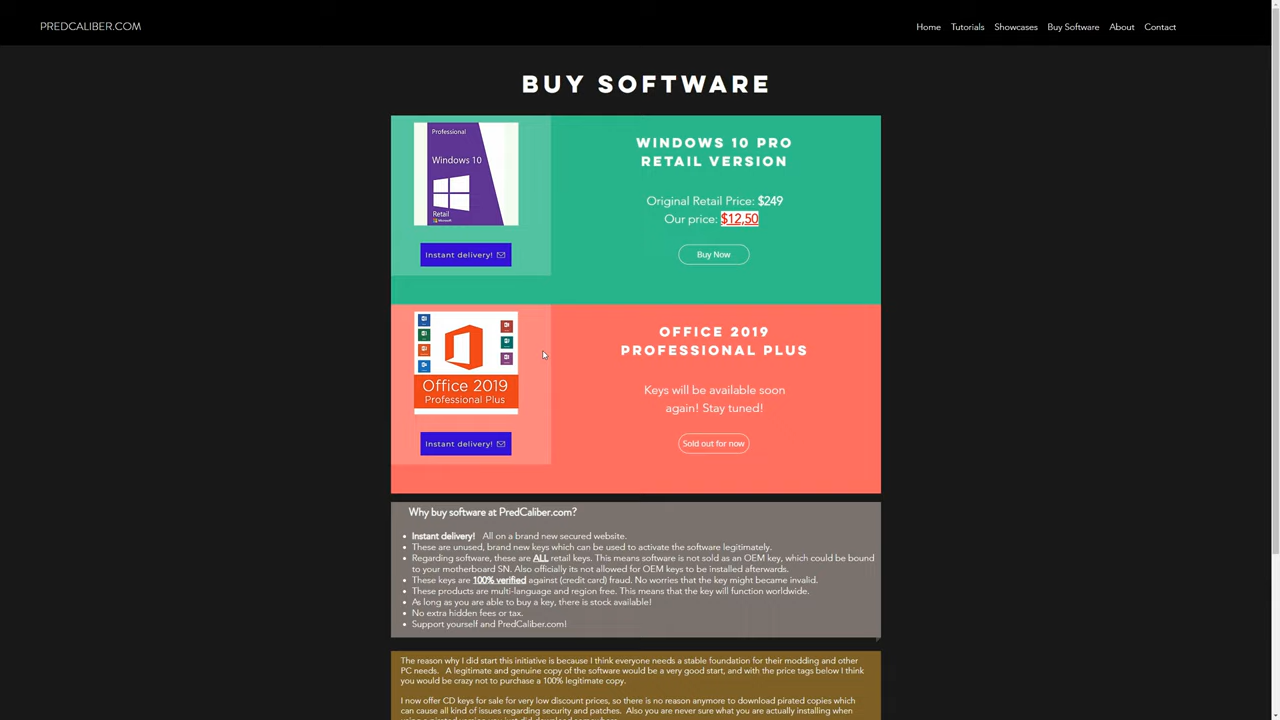 PREDCALIBER.COM
Home Tutorials Showcases Buy Software About Contact
BUY SOFTWARE
Professional
Windows 10
Retail
Microsoft
Instant delivery!
WINDOWS 10 PRO
RETAIL VERSION
Original Retail Price: $249
Our price: $12,50
Buy Now
Office 2019
Professional Plus
Instant delivery!
OFFICE 2019
PROFESSIONAL PLUS
Keys will be available soon
again! Stay tuned!
Sold out for now
Why buy software at PredCaliber.com?
Instant delivery! All on a brand new secured website.
These are unused, brand new keys which can be used to activate the software legitimately.
Regarding software, these are ALL retail keys. This means software is not sold as an OEM key, which could be bound
to your motherboard SN. Also officially its not allowed for OEM keys to be installed afterwards.
These keys are 100% verified against (credit card) fraud. No worries that the key might became invalid.
These products are multi-language and region free. This means that the key will function worldwide.
As long as you are able to buy a key, there is stock available!
No extra hidden fees or tax.
Support yourself and PredCaliber.com!
The reason why I did start this initiative is because I think everyone needs a stable foundation for their modding and other
PC needs. A legitimate and genuine copy of the software would be a very good start, and with the price tags below I think
you would be crazy not to purchase a 100% legitimate copy.
I now offer CD keys for sale for very low discount prices, so there is no reason anymore to download pirated copies which
can cause all kind of issues regarding security and patches. Also you are never sure what you are actually installing when